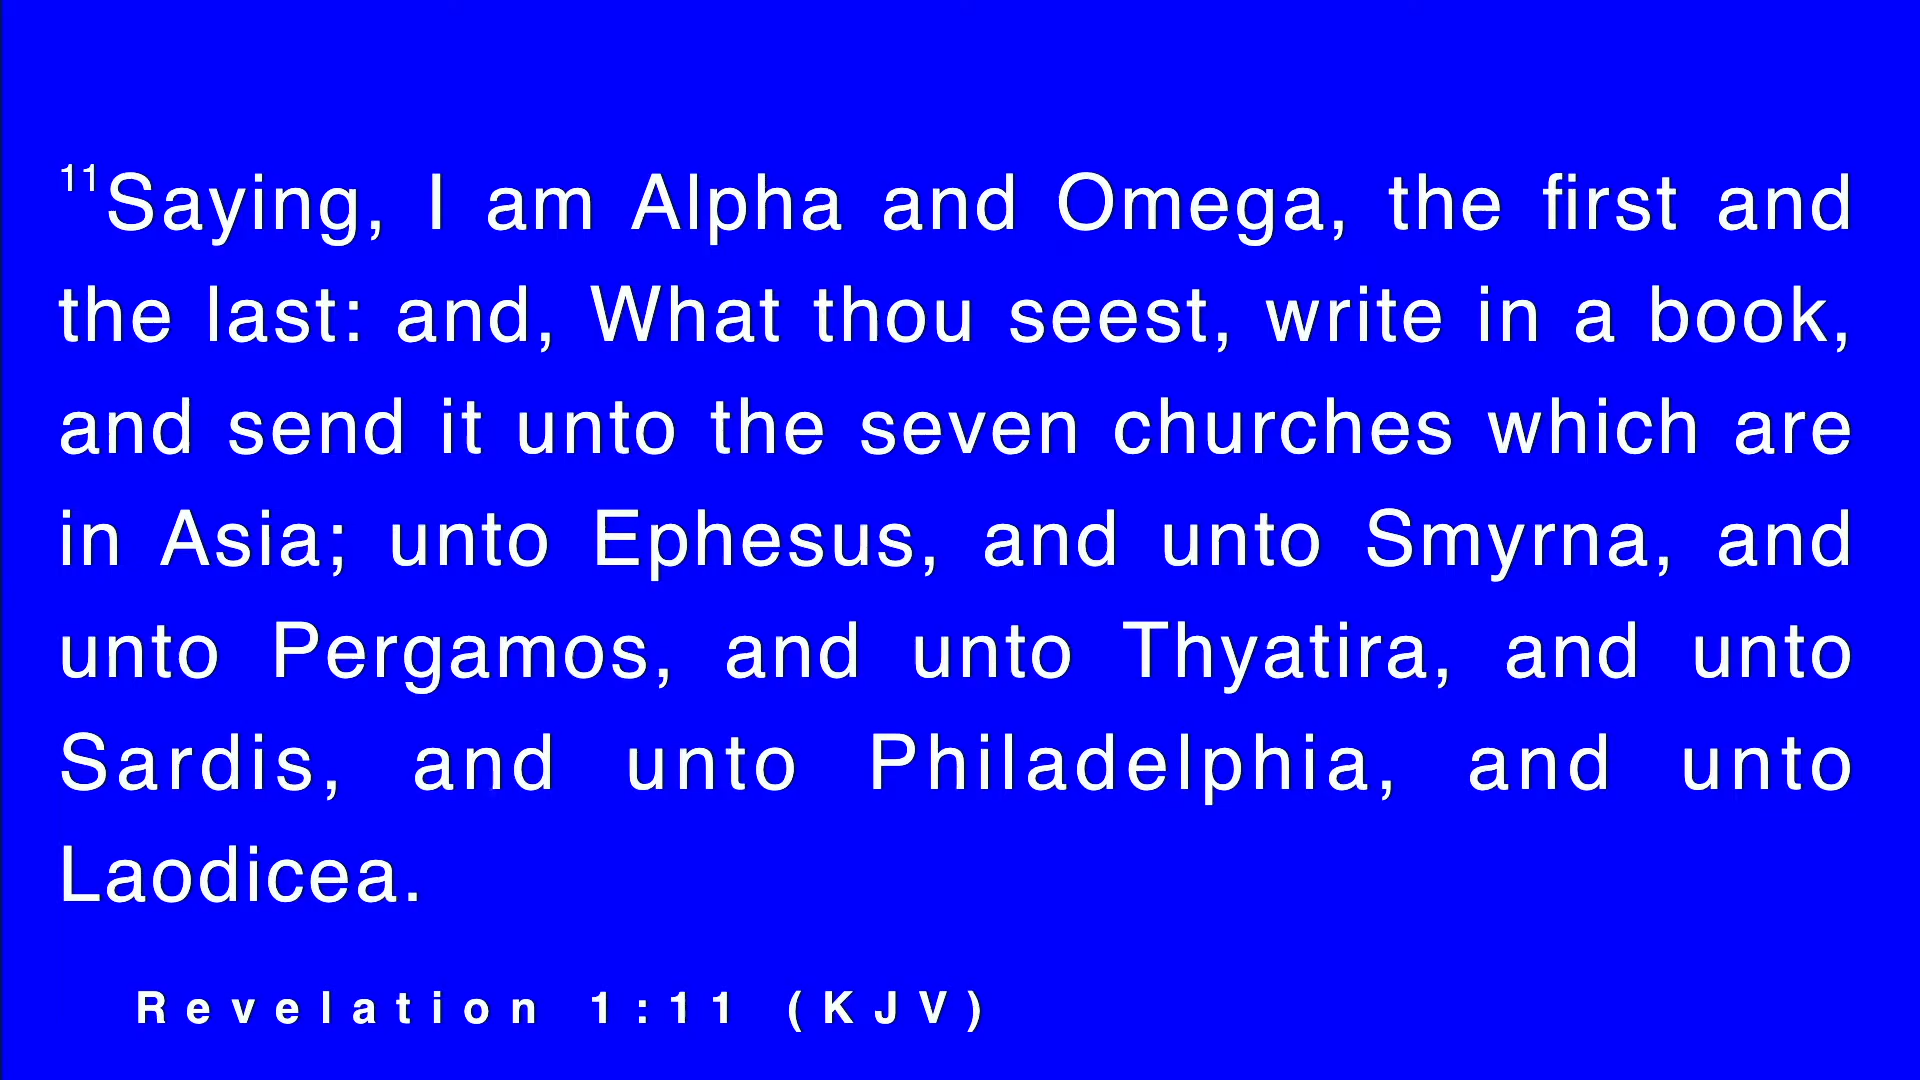 11Saying, I am Alpha and Omega, the first and
the last: and, What thou seest, write in a book,
and send it unto the seven churches which are
in Asia; unto Ephesus, and unto Smyrna, and
unto Pergamos, and unto Thyatira, and unto
Sardis, and unto Philadelphia, and unto
Laodicea.
Revelation 1:11 (KJV)